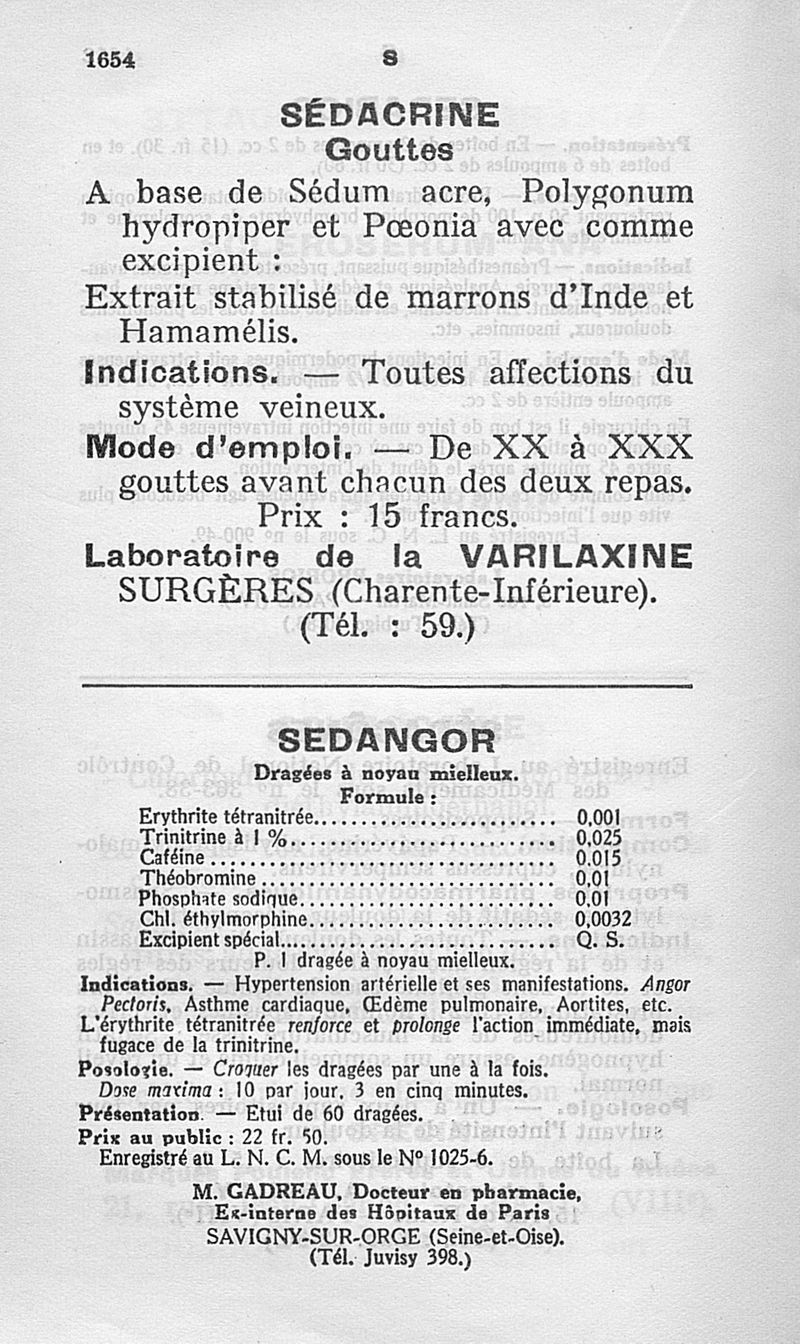 1654
S
SÉDACRINE
Gouttes
A base de Sédum acre, Polygonum
hydropiper et Pœonia avec comme
excipient :
Extrait stabilisé de marrons d'Inde et
Hamamélis.
Indications. — Toutes affections du
système veineux.
Mode d'emploi. — De XX à XXX
gouttes avant chacun des deux repas.
Prix : 15 francs.
Laboratoire de la VARILAXINE
SURGÈRES (Charente-Inférieure).
(Tél. : 59.)
SEDANGOR
Dragées à noyau mielleux.
Formule :
Erythrite tétranitrée.......................... 0,001
Trinitrine à 1 %............................. 0,025
Caféine ................................... 0,015
Théobromine.............................. 0,01
Phosphate sodique.......................... 0,01
Chl. éthylmorphine......................... 0,0032
Excipient spécial............................ Q. S.
P. 1 dragée à noyau mielleux.
Indications. — Hypertension artérielle et ses manifestations. Angor
Pectoris, Asthme cardiaque, Œdème pulmonaire, Aortites, etc.
L'érythrite tétranitrée renforce et prolonge l'action immédiate, mais
fugace de la trinitrine.
Posologie. — Croquer les dragées par une à la fois.
Dose maxima : 10 par jour, 3 en cinq minutes.
Présentation. — Etui de 60 dragées.
Prix au public : 22 fr. 50.
Enregistré au L. N. C. M. sous le N° 1025-6.
M. GADREAU, Docteur en pharmacie,
Ex-interne des Hôpitaux de Paris
SAVIGNY-SUR-ORGE (Seine-et-Oise).
(Tél. Juvisy 398.)